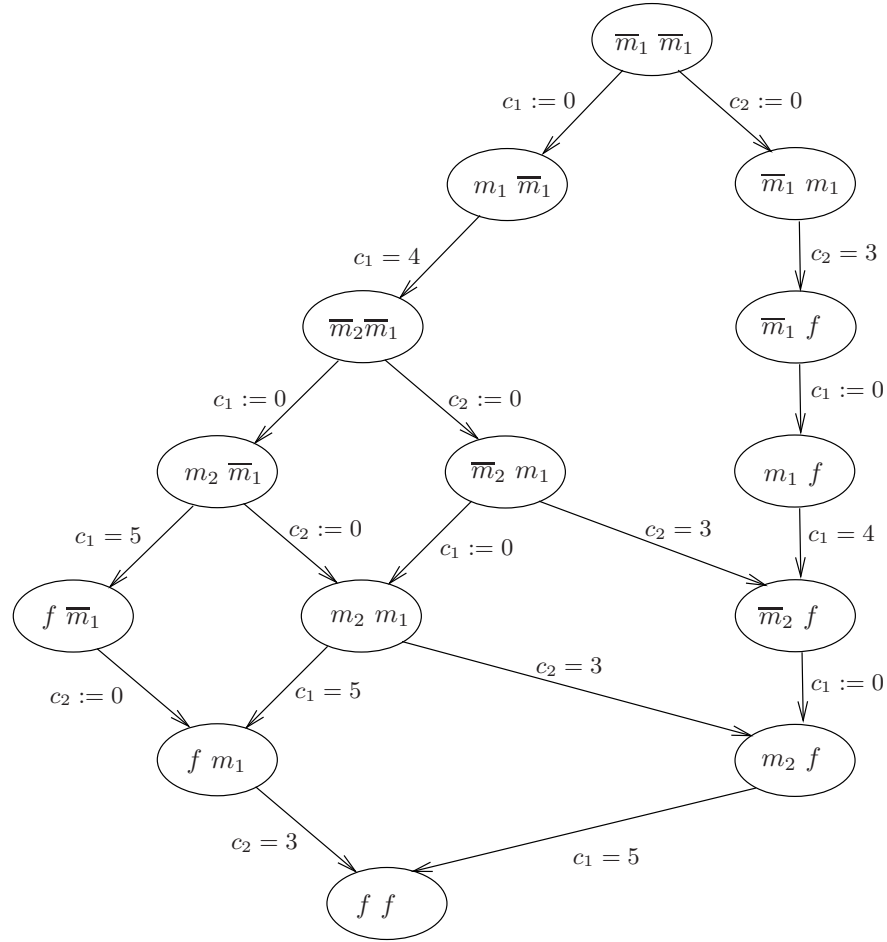 m̅₁ m̅₁
c₁ := 0
c₂ := 0
m₁ m̅₁
m̅₁ m₁
c₁ = 4
c₂ = 3
m̅₂m̅₁
m̅₁ f
c₁ := 0
c₂ := 0
c₁ := 0
m₂ m̅₁
m̅₂ m₁
m₁ f
c₁ = 5
c₂ := 0
c₁ := 0
c₂ = 3
c₁ = 4
f m̅₁
m₂ m₁
m̅₂ f
c₂ := 0
c₁ = 5
c₂ = 3
c₁ := 0
f m₁
m₂ f
c₂ = 3
c₁ = 5
f f